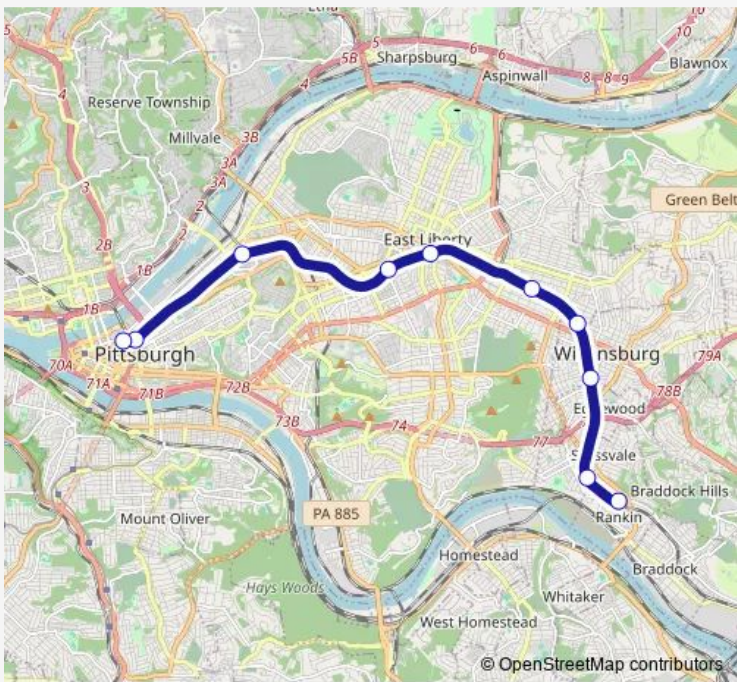 Etna
5
6
6
10
5B
Sharpsburg
10
5
4
Aspinwall
8
8
9
Blawnox
4
Reserve Township
Millvale
3B
3A
3
3A
2
2
Green Belt
East Liberty
2B
1B
1B
Pittsburgh
70A
71A
71B
72B
79A
78B
73B
74
Edgewood
77
Braddock Hills
PA 885
Rankin
Mount Oliver
Homestead
Braddock
Hays Woods
Whitaker
West Homestead
© OpenStreetMap contributors